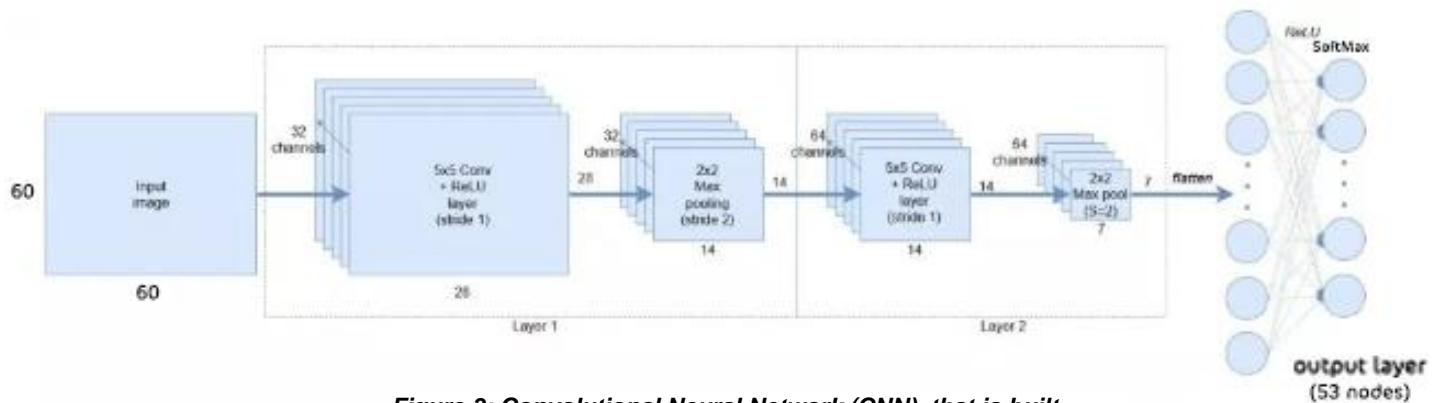 60
Input
image
60
32
channels
5x5 Conv
+ ReLU
layer
(stride 1)
28
28
32
channels
2x2
Max
pooling
(stride 2)
14
14
Layer 1
64
channels
5x5 Conv
+ ReLU
layer
(stride 1)
14
14
64
channels
2x2
Max pool
(S=2)
7
7
Layer 2
flatten
ReLU
SoftMax
output layer
(53 nodes)
Figure 3: Convolutional Neural Network (CNN) that is built